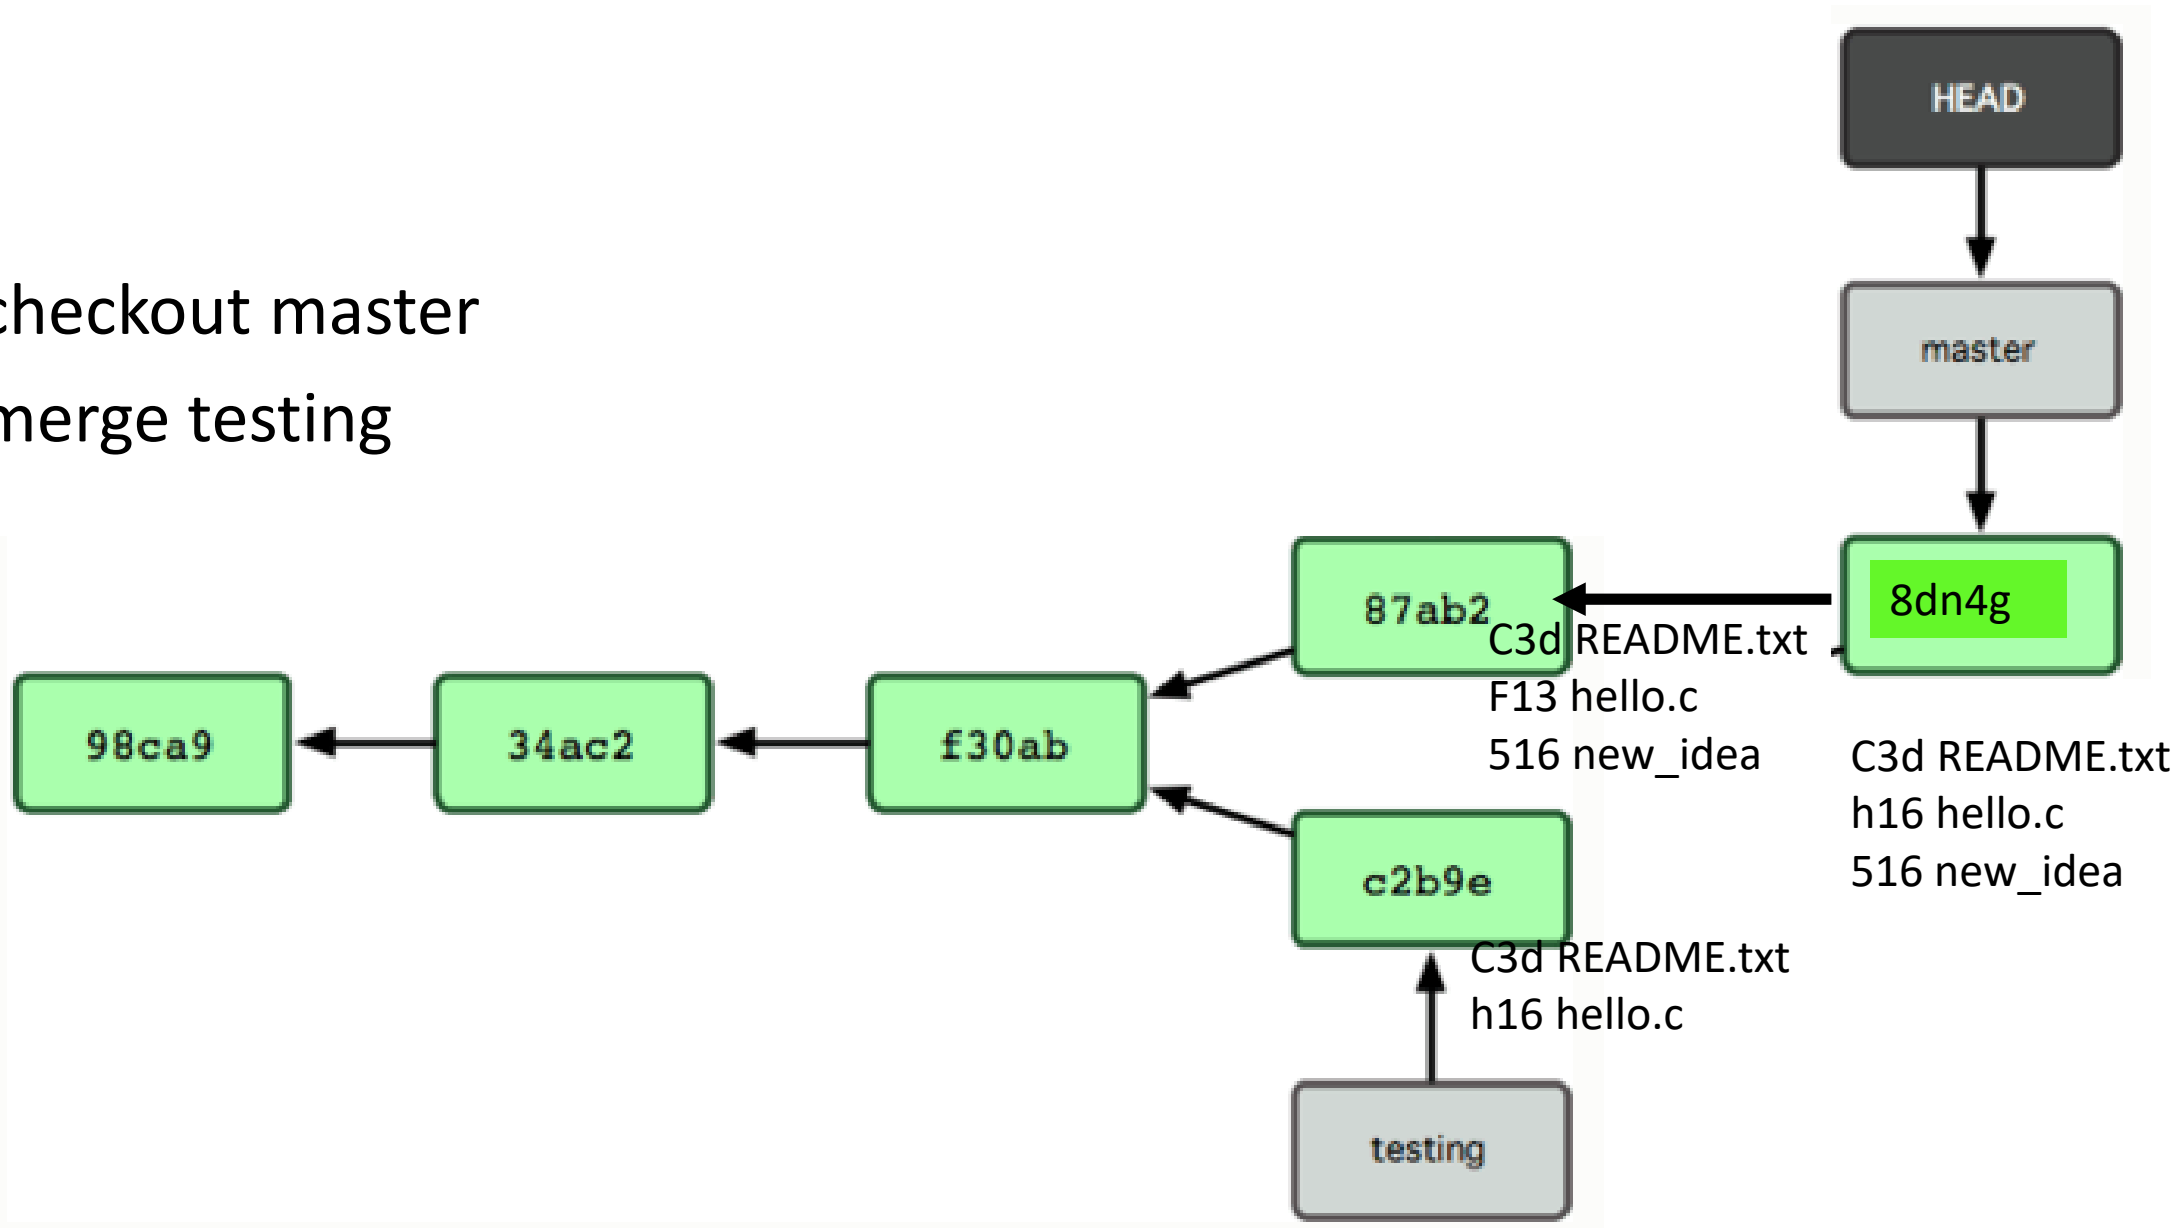 HEAD
checkout master
master
merge testing
87ab2
8dn4g
C3d README.txt
F13 hello.c
516 new_idea
98ca9
34ac2
f30ab
C3d README.txt
h16 hello.c
516 new_idea
c2b9e
C3d README.txt
h16 hello.c
testing